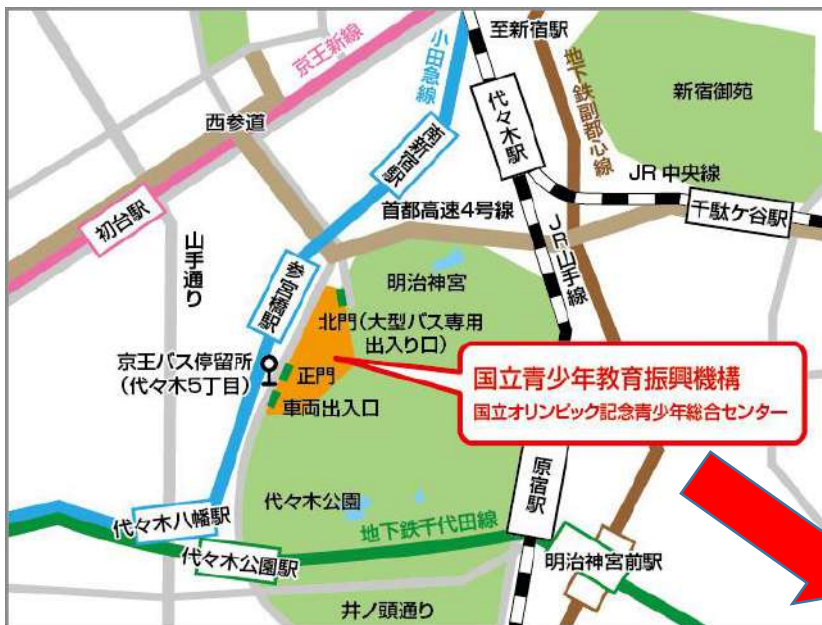 至新宿駅
京王新線
小田急線
地下鉄副都心線
新宿御苑
西参道
代々木駅
南新宿駅
JR中央線
千駄ケ谷駅
初台駅
首都高速4号線
JR山手線
山手通り
参宮橋駅
明治神宮
北門(大型バス専用
出入り口)
京王バス停留所
(代々木5丁目)
正門
車両出入口
国立青少年教育振興機構
国立オリンピック記念青少年総合センター
原宿駅
代々木公園
代々木八幡駅
地下鉄千代田線
代々木公園駅
明治神宮前駅
井ノ頭通り